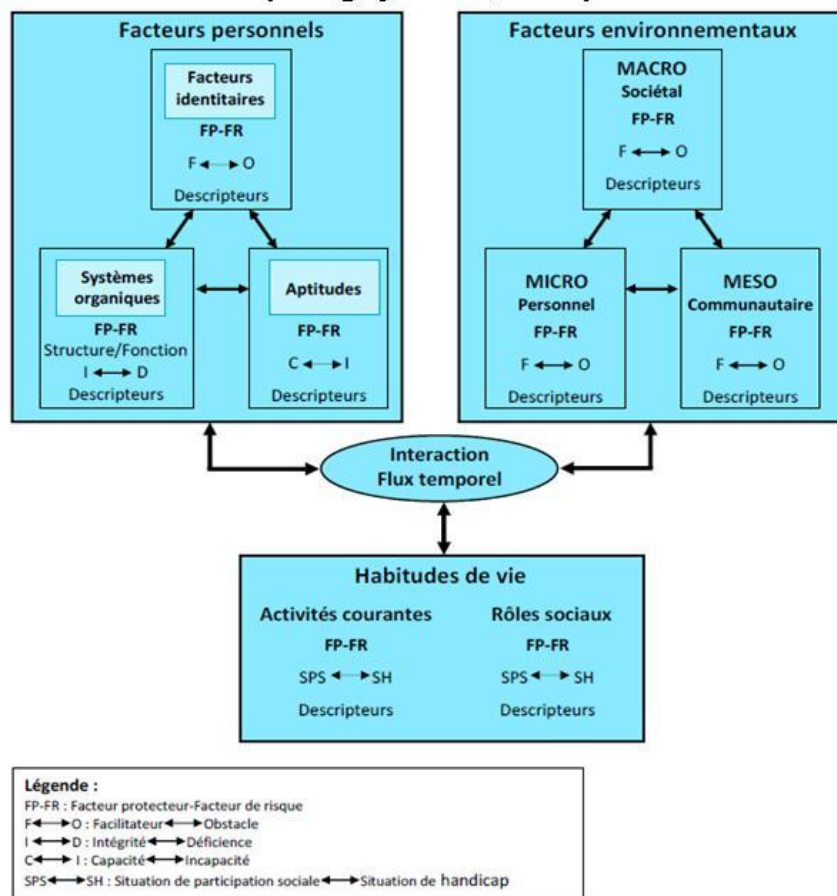 Facteurs personnels
Facteurs
identitaires
FP-FR
F ↔ O
Descripteurs
Systèmes
organiques
FP-FR
Structure/Fonction
I ↔ D
Descripteurs
Aptitudes
FP-FR
C ↔ I
Descripteurs
Facteurs environnementaux
MACRO
Sociétal
FP-FR
F ↔ O
Descripteurs
MICRO
Personnel
FP-FR
F ↔ O
Descripteurs
MESO
Communautaire
FP-FR
F ↔ O
Descripteurs
Interaction
Flux temporel
Habitudes de vie
Activités courantes
FP-FR
SPS ↔ SH
Descripteurs
Rôles sociaux
FP-FR
SPS ↔ SH
Descripteurs
Légende :
FP-FR : Facteur protecteur-Facteur de risque
F ↔ O : Facilitateur ↔ Obstacle
I ↔ D : Intégrité ↔ Déficience
C ↔ I : Capacité ↔ Incapacité
SPS ↔ SH : Situation de participation sociale ↔ Situation de handicap